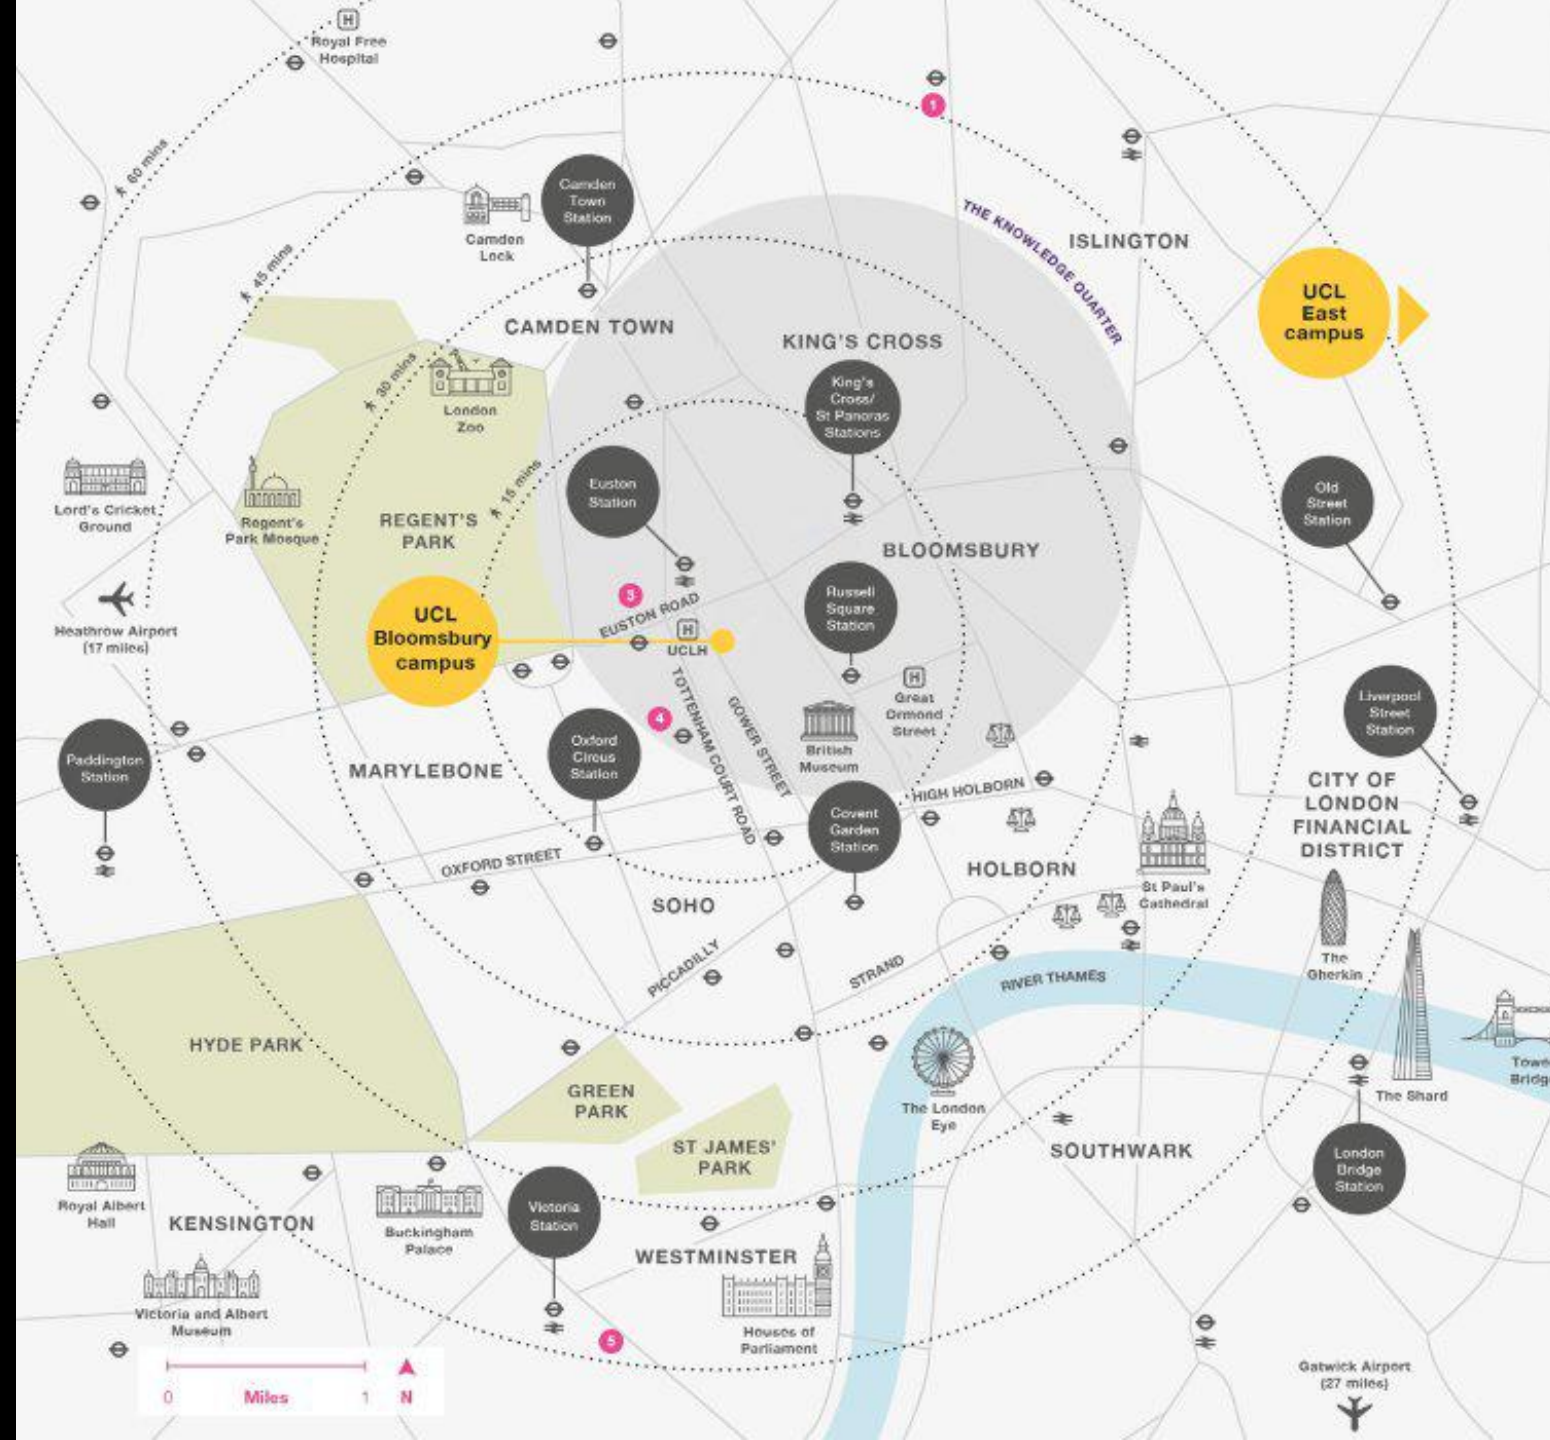 H
Royal Free
Hospital
1
60 mins
Camden
Town
Station
THE KNOWLEDGE QUARTER
Camden
Lock
ISLINGTON
45 mins
UCL
East
campus
CAMDEN TOWN
KING'S CROSS
30 mins
King's
Cross/
St Pancras
Stations
London
Zoo
15 mins
Euston
Station
Lord's Cricket
Ground
Regent's
Park Mosque
REGENT'S
PARK
Old
Street
Station
BLOOMSBURY
Heathrow Airport
(17 miles)
UCL
Bloomsbury
campus
3
EUSTON ROAD
H
UCLH
Russell
Square
Station
H
Great
Ormond
Street
Liverpool
Street
Station
TOTTENHAM COURT ROAD
GOWER STREET
4
British
Museum
Paddington
Station
MARYLEBONE
Oxford
Circus
Station
HIGH HOLBORN
CITY OF
LONDON
FINANCIAL
DISTRICT
Covent
Garden
Station
OXFORD STREET
HOLBORN
St Paul's
Cathedral
SOHO
PICCADILLY
STRAND
RIVER THAMES
The
Gherkin
HYDE PARK
GREEN
PARK
The London
Eye
The Shard
Towe
Bridg
ST JAMES'
PARK
SOUTHWARK
London
Bridge
Station
Royal Albert
Hall
KENSINGTON
Buckingham
Palace
Victoria
Station
WESTMINSTER
Victoria and Albert
Museum
Houses of
Parliament
5
0 Miles 1 N
Gatwick Airport
(27 miles)